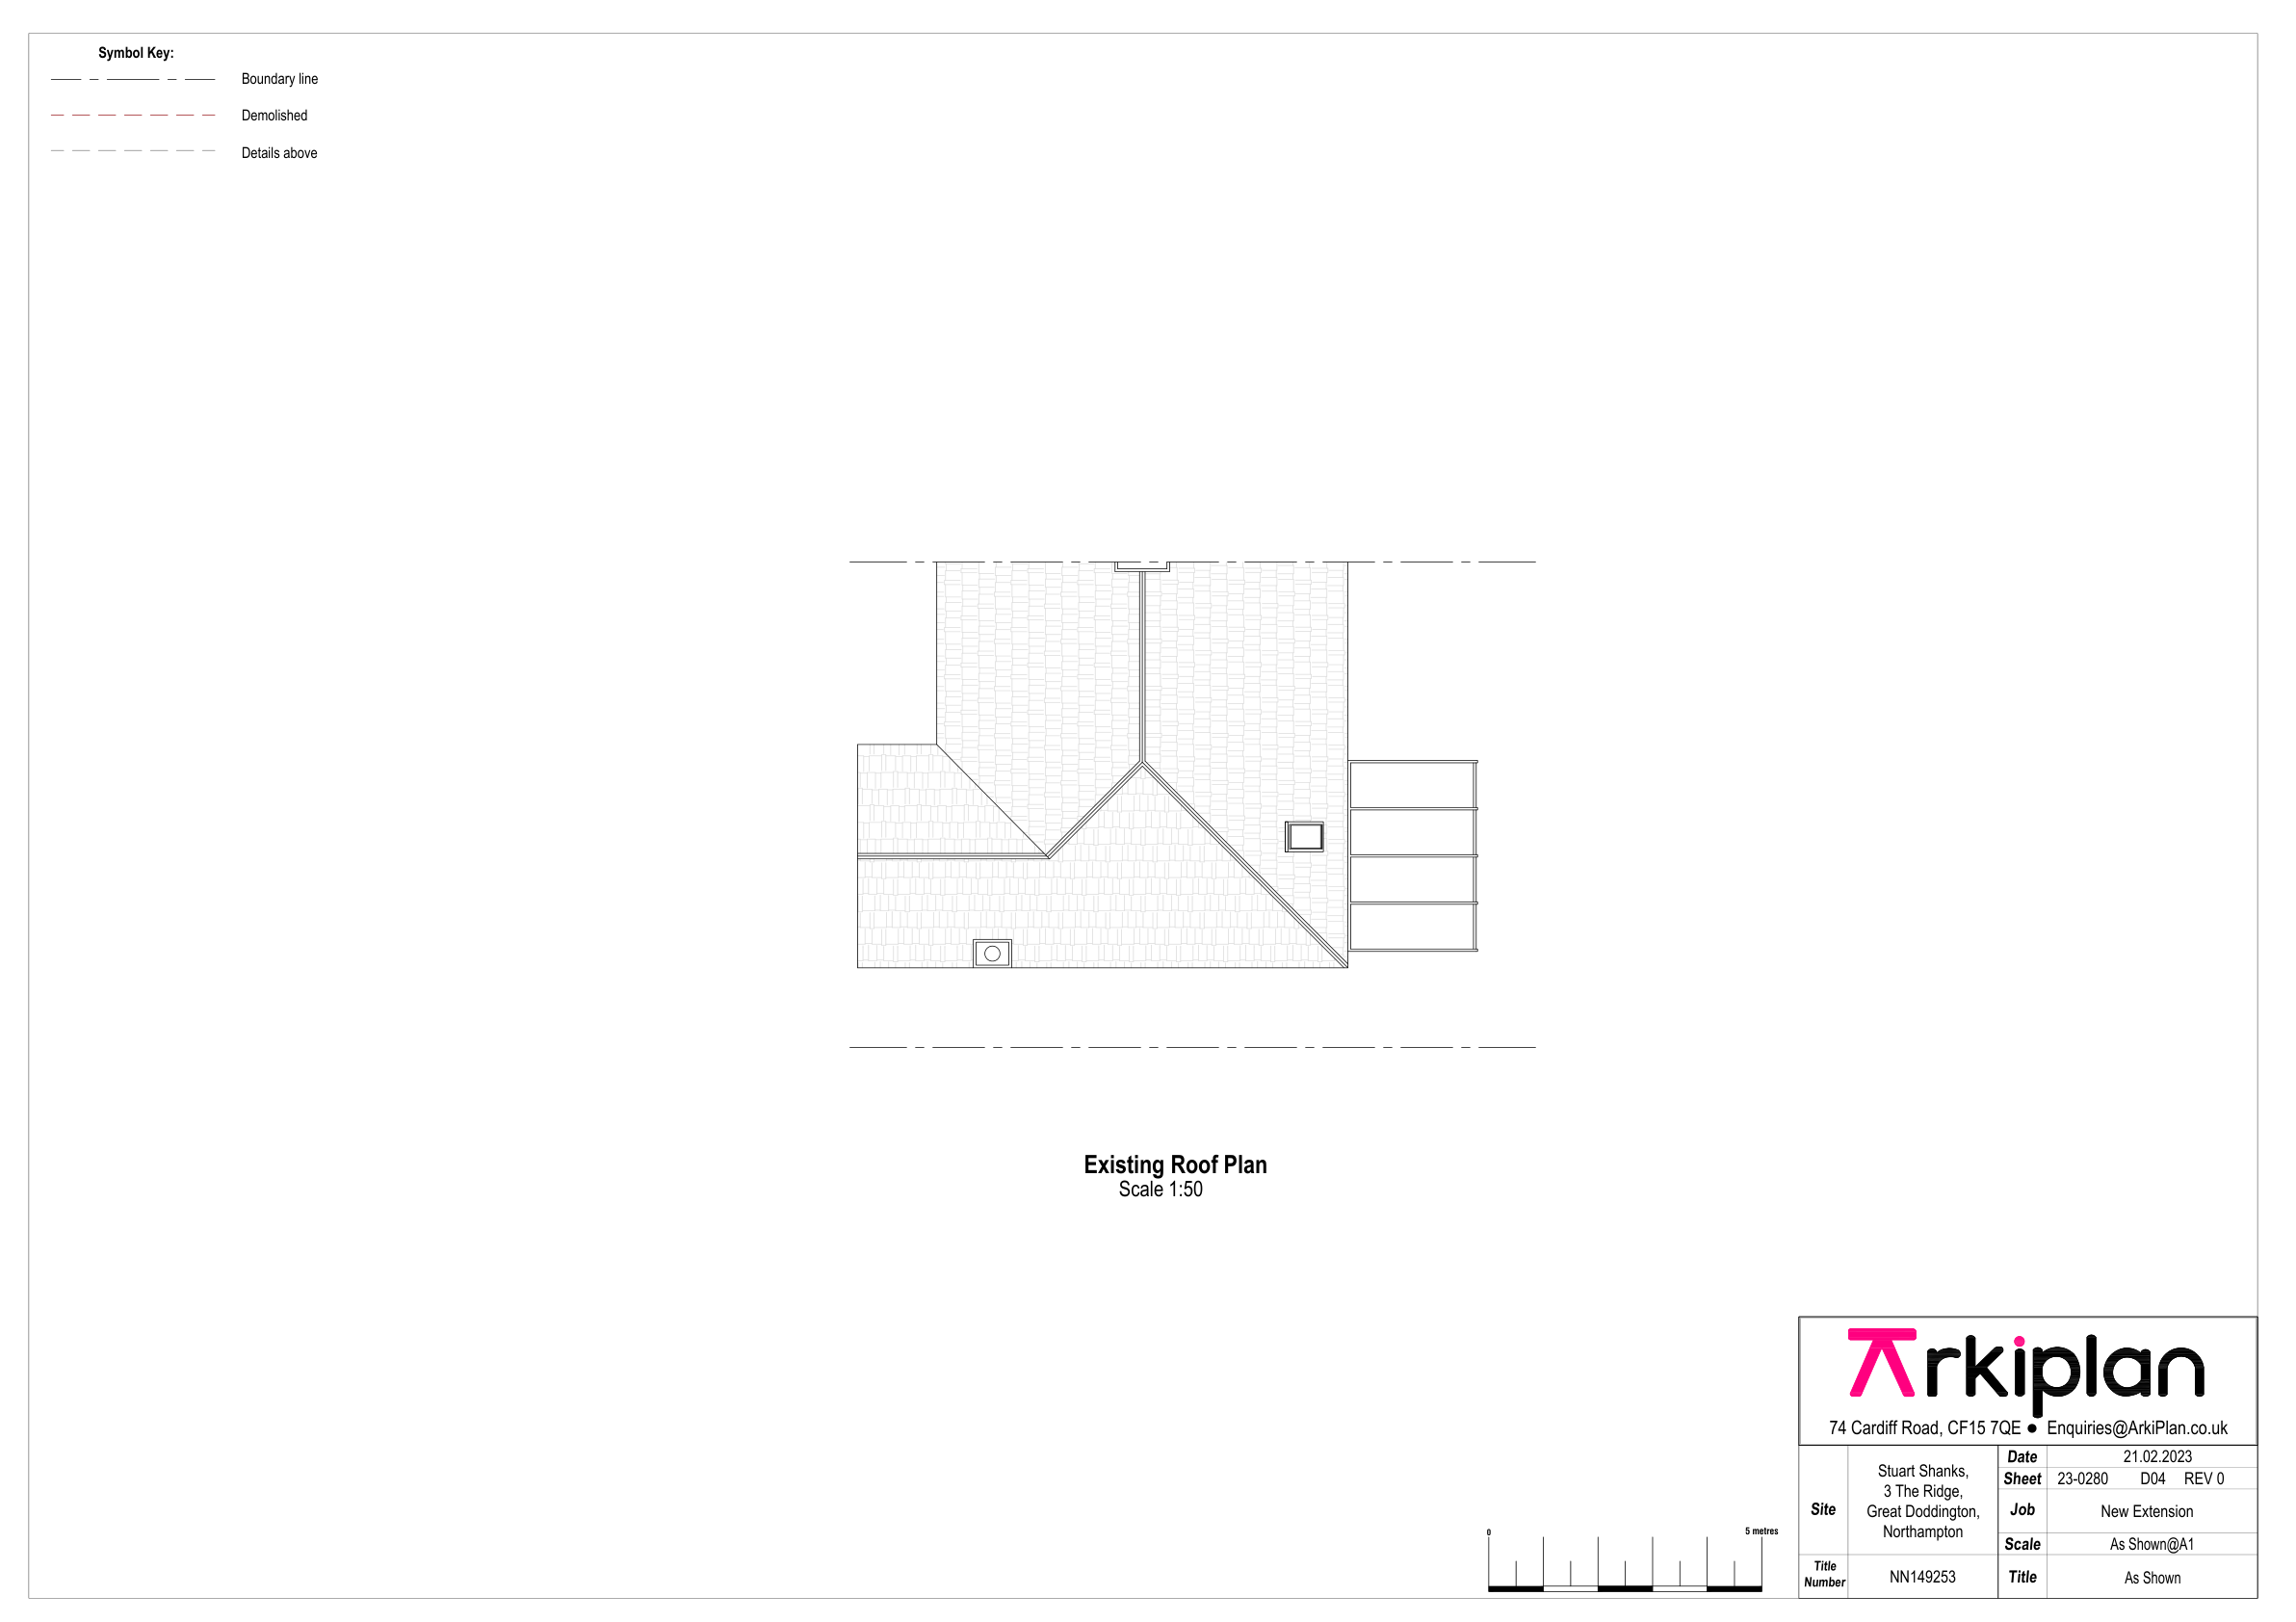 Symbol Key:
Boundary line
Demolished
Details above
Existing Roof Plan
Scale 1:50
0
5 metres
Arkiplan
74 Cardiff Road, CF15 7QE ● Enquiries@ArkiPlan.co.uk
Site
Stuart Shanks,
3 The Ridge,
Great Doddington,
Northampton
Title
Number
NN149253
Date
21.02.2023
Sheet
23-0280 D04 REV 0
Job
New Extension
Scale
As Shown@A1
Title
As Shown